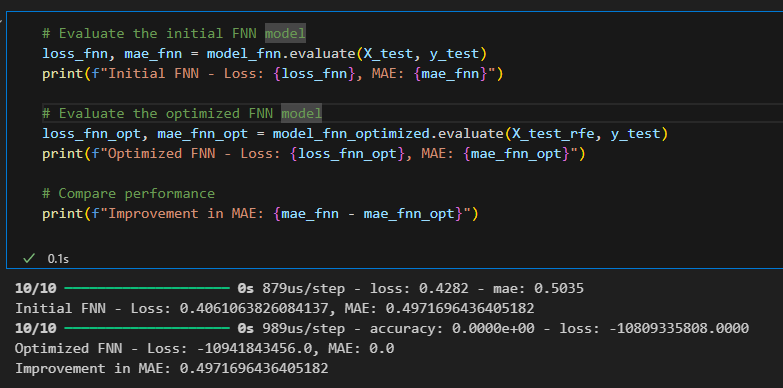 # Evaluate the initial FNN model
loss_fnn, mae_fnn = model_fnn.evaluate(X_test, y_test)
print(f"Initial FNN - Loss: {loss_fnn}, MAE: {mae_fnn}")
# Evaluate the optimized FNN model
loss_fnn_opt, mae_fnn_opt = model_fnn_optimized.evaluate(X_test_rfe, y_test)
print(f"Optimized FNN - Loss: {loss_fnn_opt}, MAE: {mae_fnn_opt}")
# Compare performance
print(f"Improvement in MAE: {mae_fnn - mae_fnn_opt}")
✓ 0.1s
10/10 ━━━━━━━━━━━━━━━━━━━━ 0s 879us/step - loss: 0.4282 - mae: 0.5035
Initial FNN - Loss: 0.4061063826084137, MAE: 0.4971696436405182
10/10 ━━━━━━━━━━━━━━━━━━━━ 0s 989us/step - accuracy: 0.0000e+00 - loss: -10809335808.0000
Optimized FNN - Loss: -10941843456.0, MAE: 0.0
Improvement in MAE: 0.4971696436405182